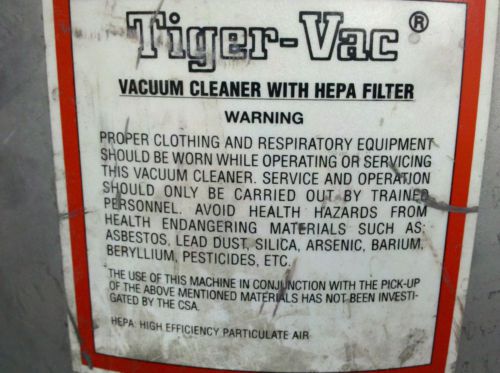 Tiger-Vac ®
VACUUM CLEANER WITH HEPA FILTER
WARNING
PROPER CLOTHING AND RESPIRATORY EQUIPMENT
SHOULD BE WORN WHILE OPERATING OR SERVICING
THIS VACUUM CLEANER. SERVICE AND OPERATION
SHOULD ONLY BE CARRIED OUT BY TRAINED
PERSONNEL. AVOID HEALTH HAZARDS FROM
HEALTH ENDANGERING MATERIALS SUCH AS:
ASBESTOS, LEAD DUST, SILICA, ARSENIC, BARIUM,
BERYLLIUM, PESTICIDES, ETC.
THE USE OF THIS MACHINE IN CONJUNCTION WITH THE PICK-UP
OF THE ABOVE MENTIONED MATERIALS HAS NOT BEEN INVESTI-
GATED BY THE CSA.
HEPA: HIGH EFFICIENCY PARTICULATE AIR